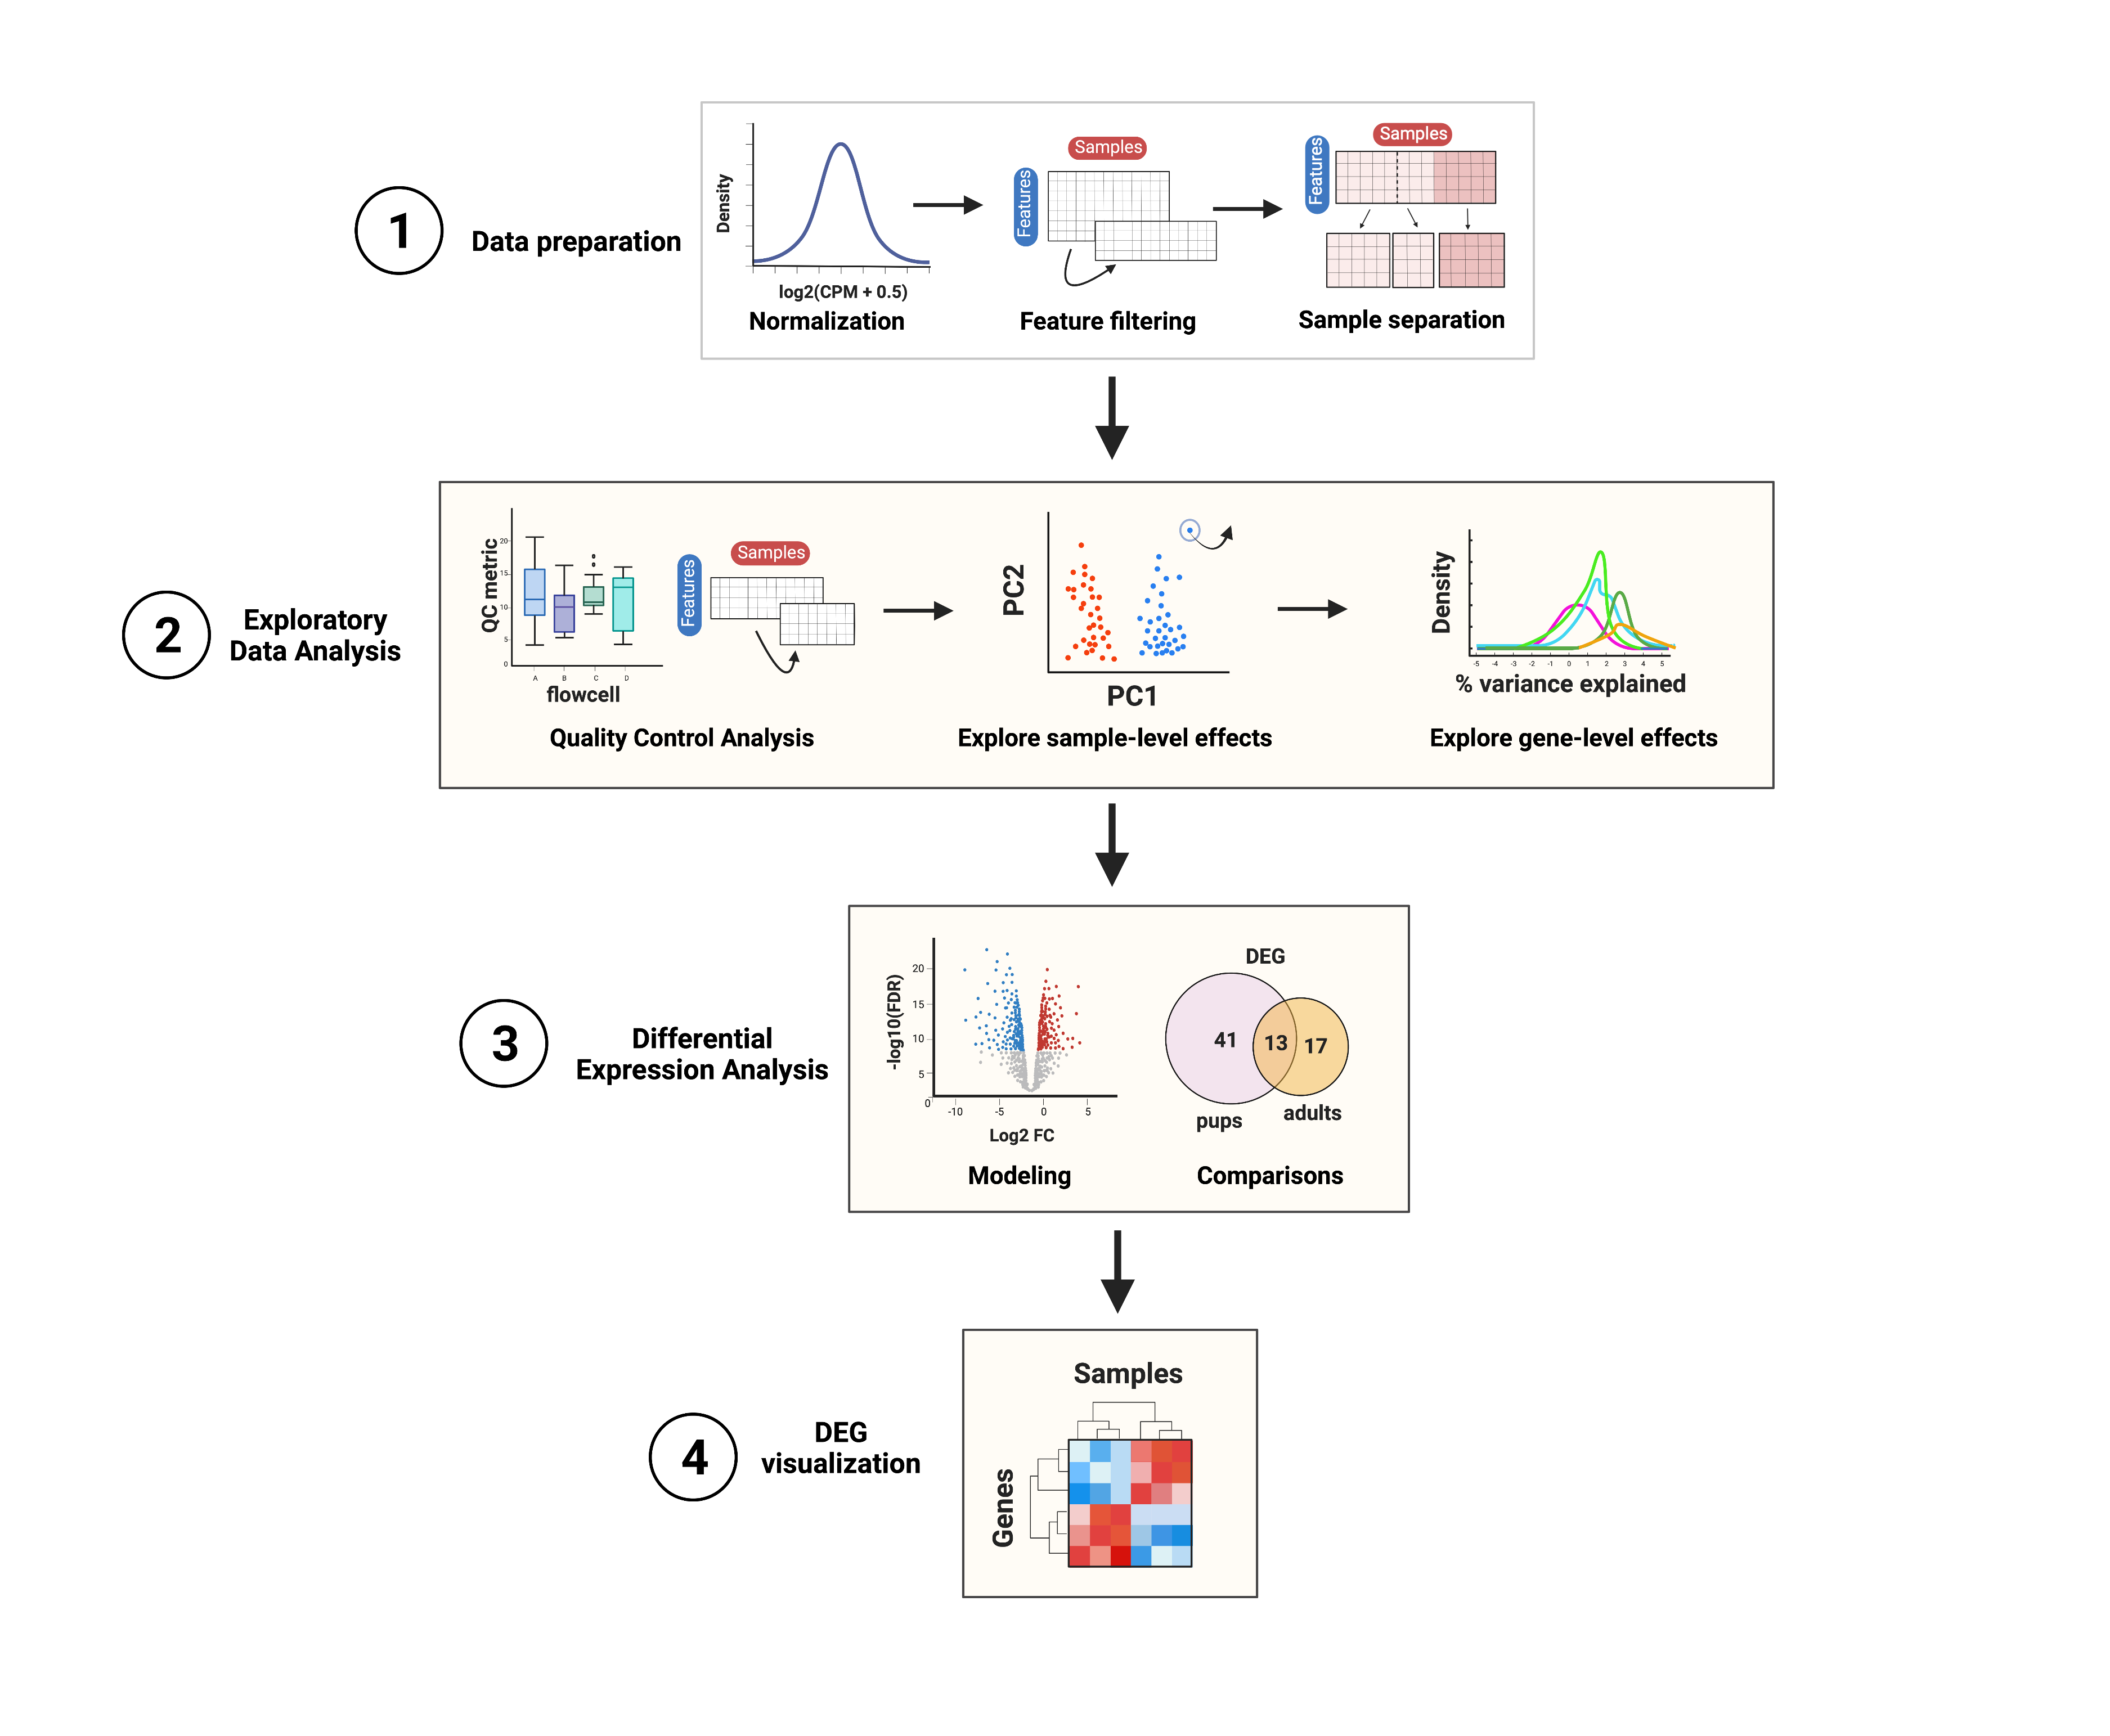 1
Data preparation
Density
log2(CPM + 0.5)
Normalization
Samples
Features
Feature filtering
Samples
Features
Sample separation
2
Exploratory
Data Analysis
QC metric
20
15
10
5
0
A B C D
flowcell
Samples
Features
Quality Control Analysis
PC2
PC1
Explore sample-level effects
Density
-5 -4 -3 -2 -1 0 1 2 3 4 5
% variance explained
Explore gene-level effects
3
Differential
Expression Analysis
-log10(FDR)
20
15
10
5
0
-10 -5 0 5
Log2 FC
Modeling
DEG
41 13 17
pups
adults
Comparisons
4
DEG
visualization
Samples
Genes